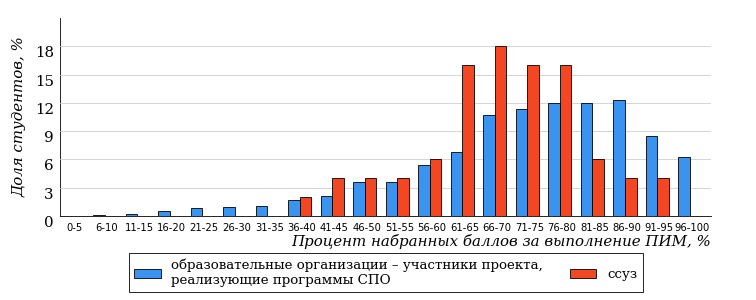 Доля студентов, %
18
15
12
9
6
3
0
0-5 6-10 11-15 16-20 21-25 26-30 31-35 36-40 41-45 46-50 51-55 56-60 61-65 66-70 71-75 76-80 81-85 86-90 91-95 96-100
Процент набранных баллов за выполнение ПИМ, %
образовательные организации – участники проекта,
реализующие программы СПО
ссуз